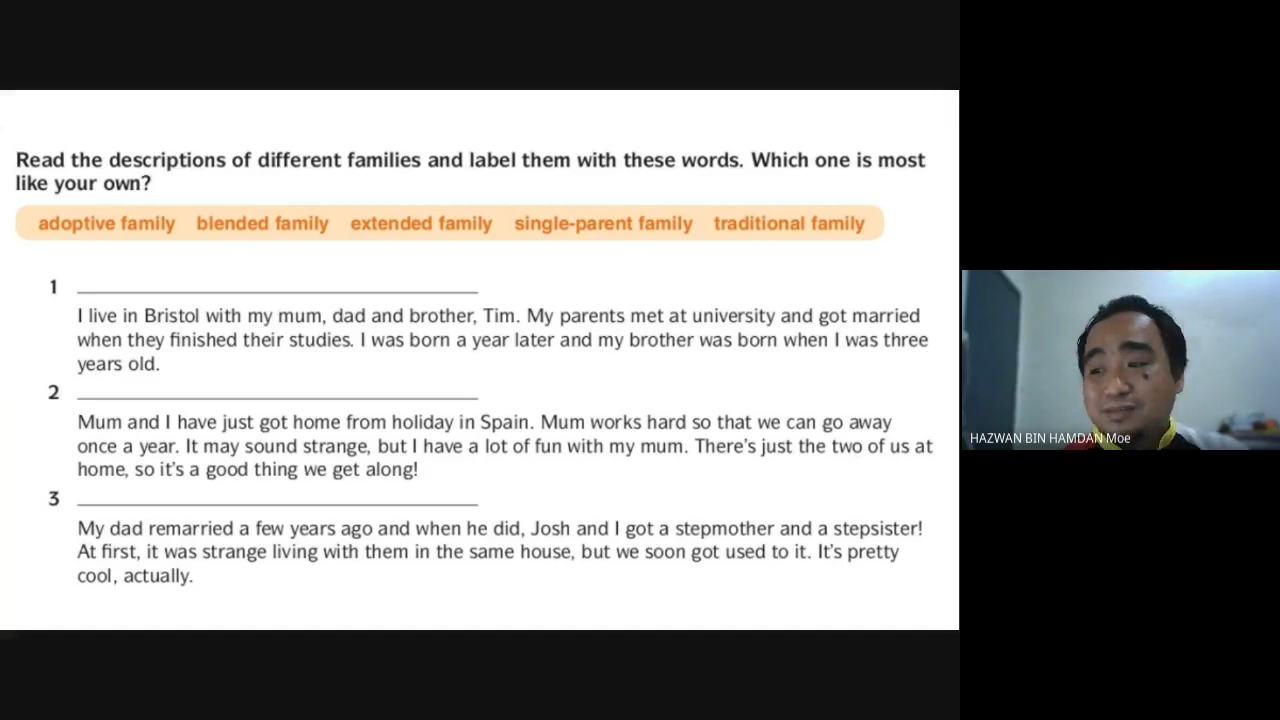 Read the descriptions of different families and label them with these words. Which one is most
like your own?
adoptive family blended family extended family single-parent family traditional family
1
I live in Bristol with my mum, dad and brother, Tim. My parents met at university and got married
when they finished their studies. I was born a year later and my brother was born when I was three
years old.
2
Mum and I have just got home from holiday in Spain. Mum works hard so that we can go away
once a year. It may sound strange, but I have a lot of fun with my mum. There's just the two of us at
home, so it's a good thing we get along!
3
My dad remarried a few years ago and when he did, Josh and I got a stepmother and a stepsister!
At first, it was strange living with them in the same house, but we soon got used to it. It's pretty
cool, actually.
HAZWAN BIN HAMDAN Moe